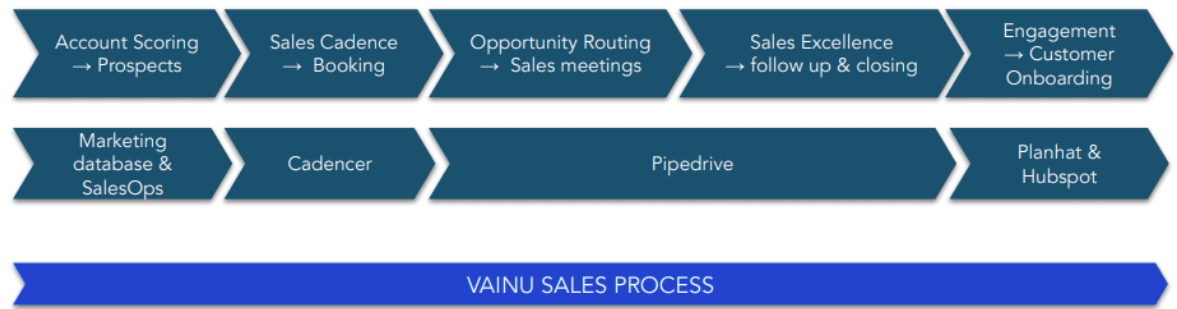 Account Scoring
→ Prospects
Sales Cadence
→ Booking
Opportunity Routing
→ Sales meetings
Sales Excellence
→ follow up & closing
Engagement
→ Customer
Onboarding
Marketing
database &
SalesOps
Cadencer
Pipedrive
Planhat &
Hubspot
VAINU SALES PROCESS